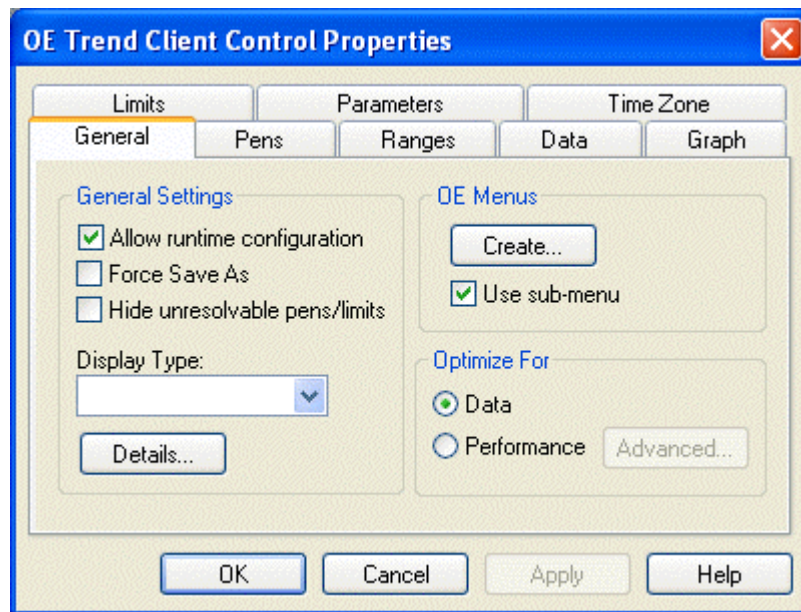 OE Trend Client Control Properties
Limits Parameters Time Zone
General Pens Ranges Data Graph
General Settings
Allow runtime configuration
Force Save As
Hide unresolvable pens/limits
Display Type:
Details...
OE Menus
Create...
Use sub-menu
Optimize For
Data
Performance Advanced...
OK Cancel Apply Help